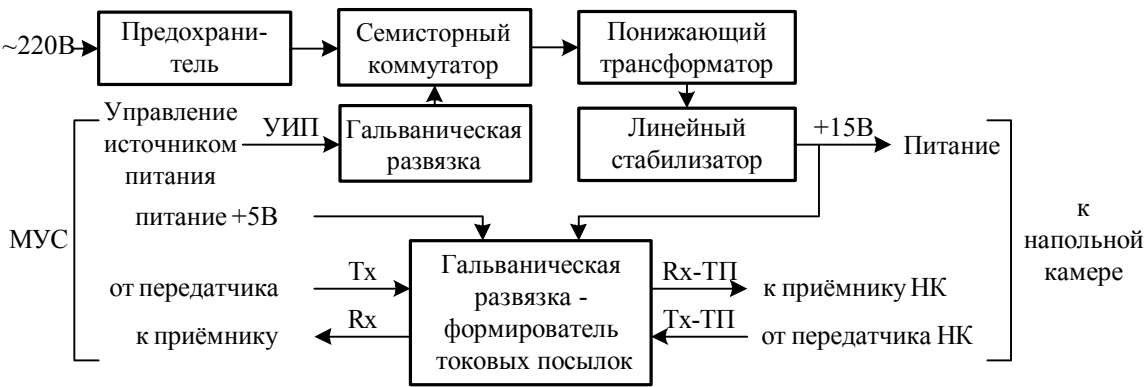 ~220В
Предохрани-
тель
Семисторный
коммутатор
Понижающий
трансформатор
Управление
источником
питания
УИП
Гальваническая
развязка
Линейный
стабилизатор
+15В
Питание
МУС
питание +5В
к
напольной
камере
Гальваническая
развязка -
формирователь
токовых посылок
от передатчика
Tx
Rx-ТП
к приёмнику НК
к приёмнику
Rx
Tx-ТП
от передатчика НК